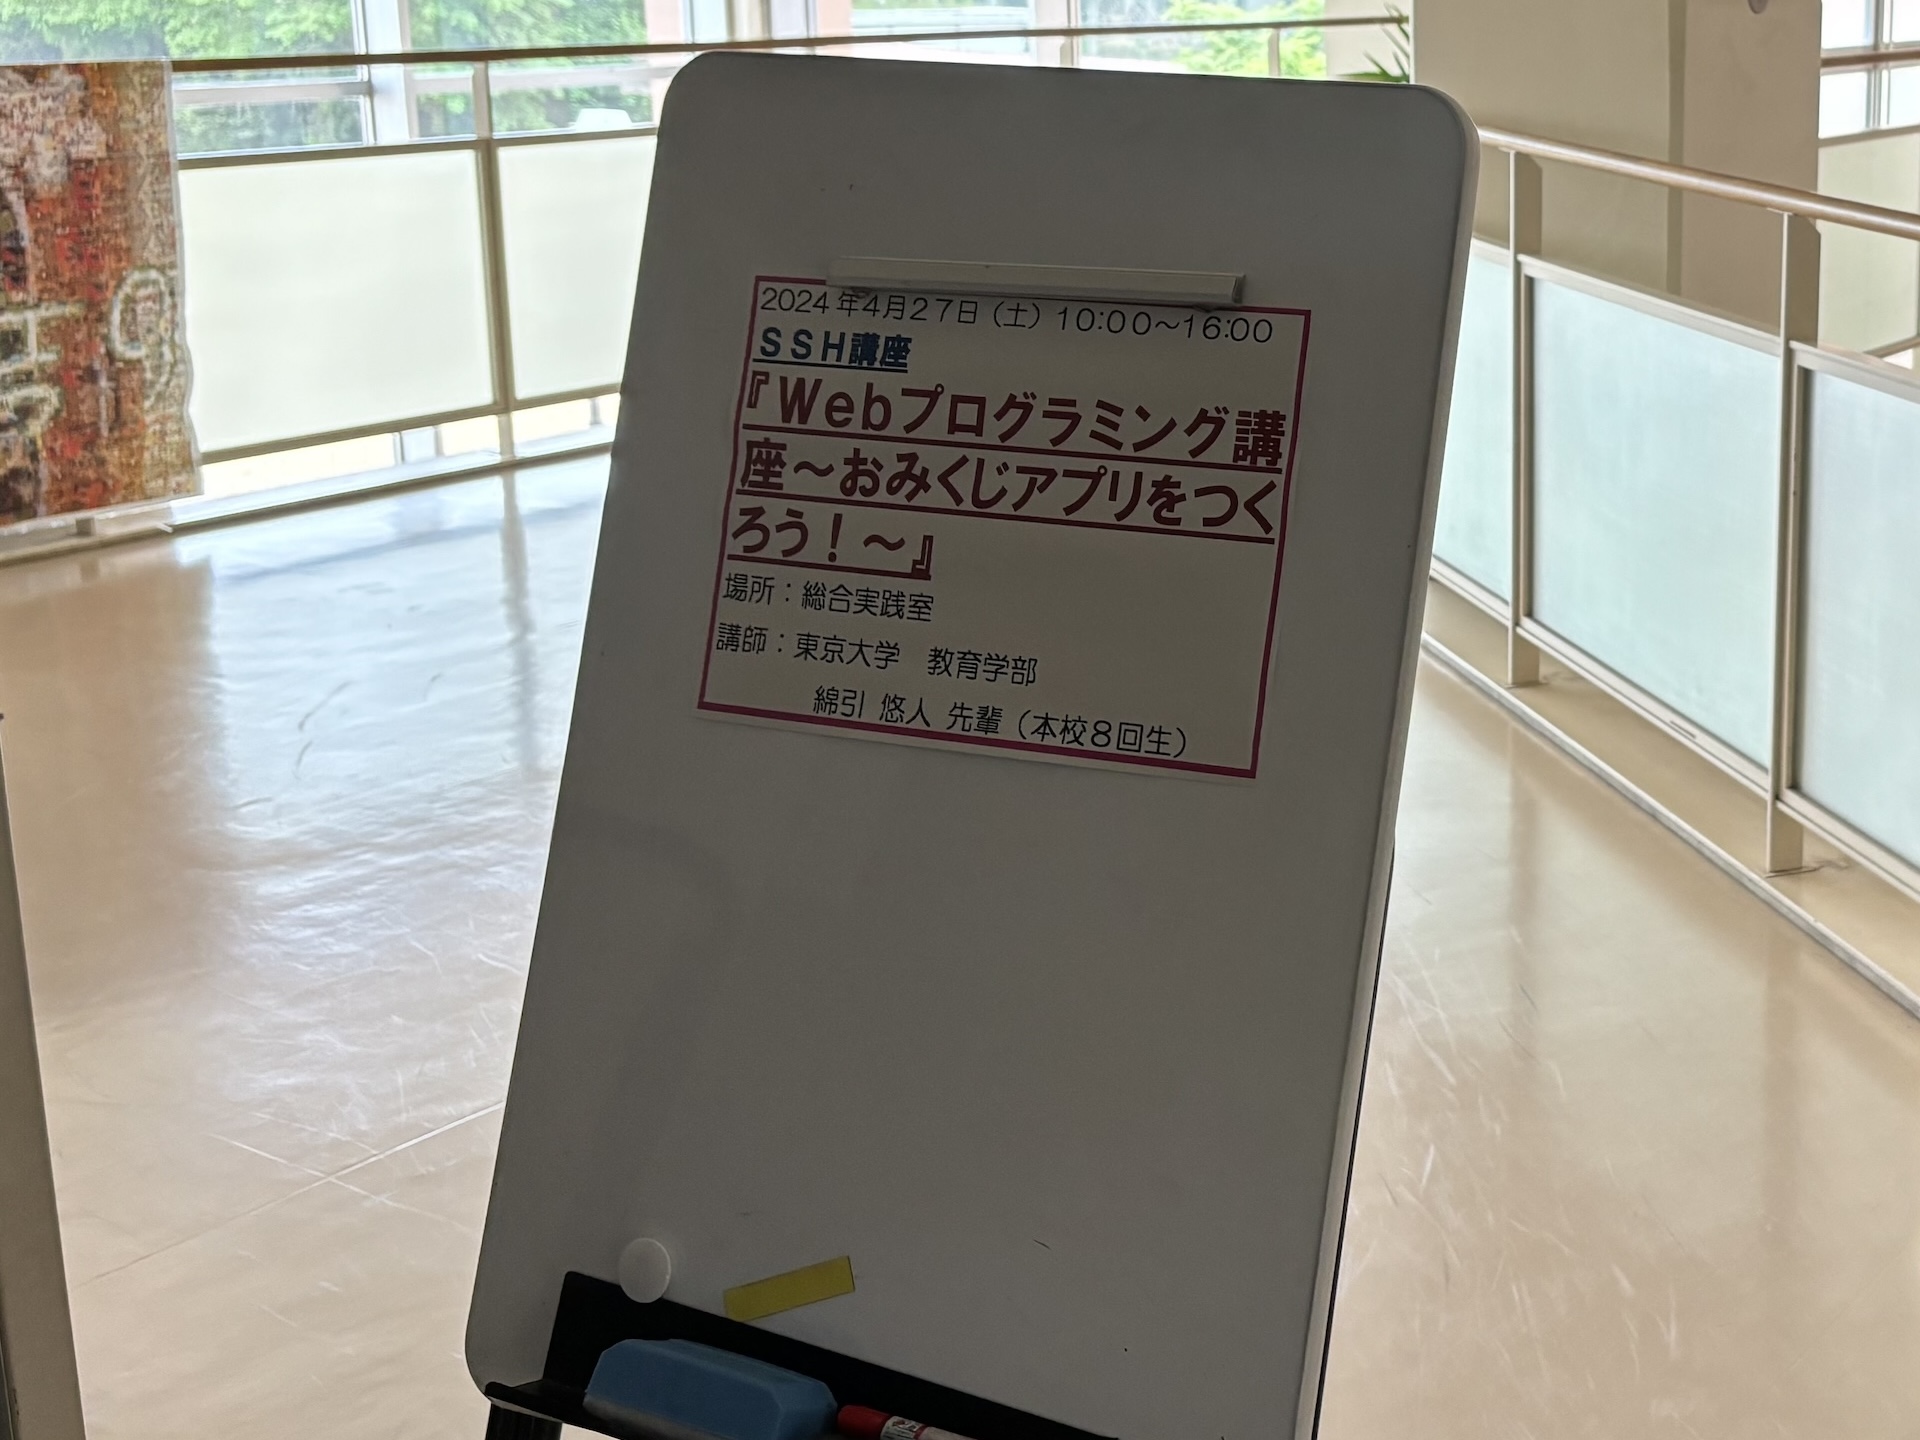 2024年4月27日（土）10:00～16:00
ＳＳＨ講座
『Ｗｅｂプログラミング講
座～おみくじアプリをつく
ろう！～』
場所：総合実践室
講師：東京大学　教育学部
綿引 悠人 先輩（本校８回生）